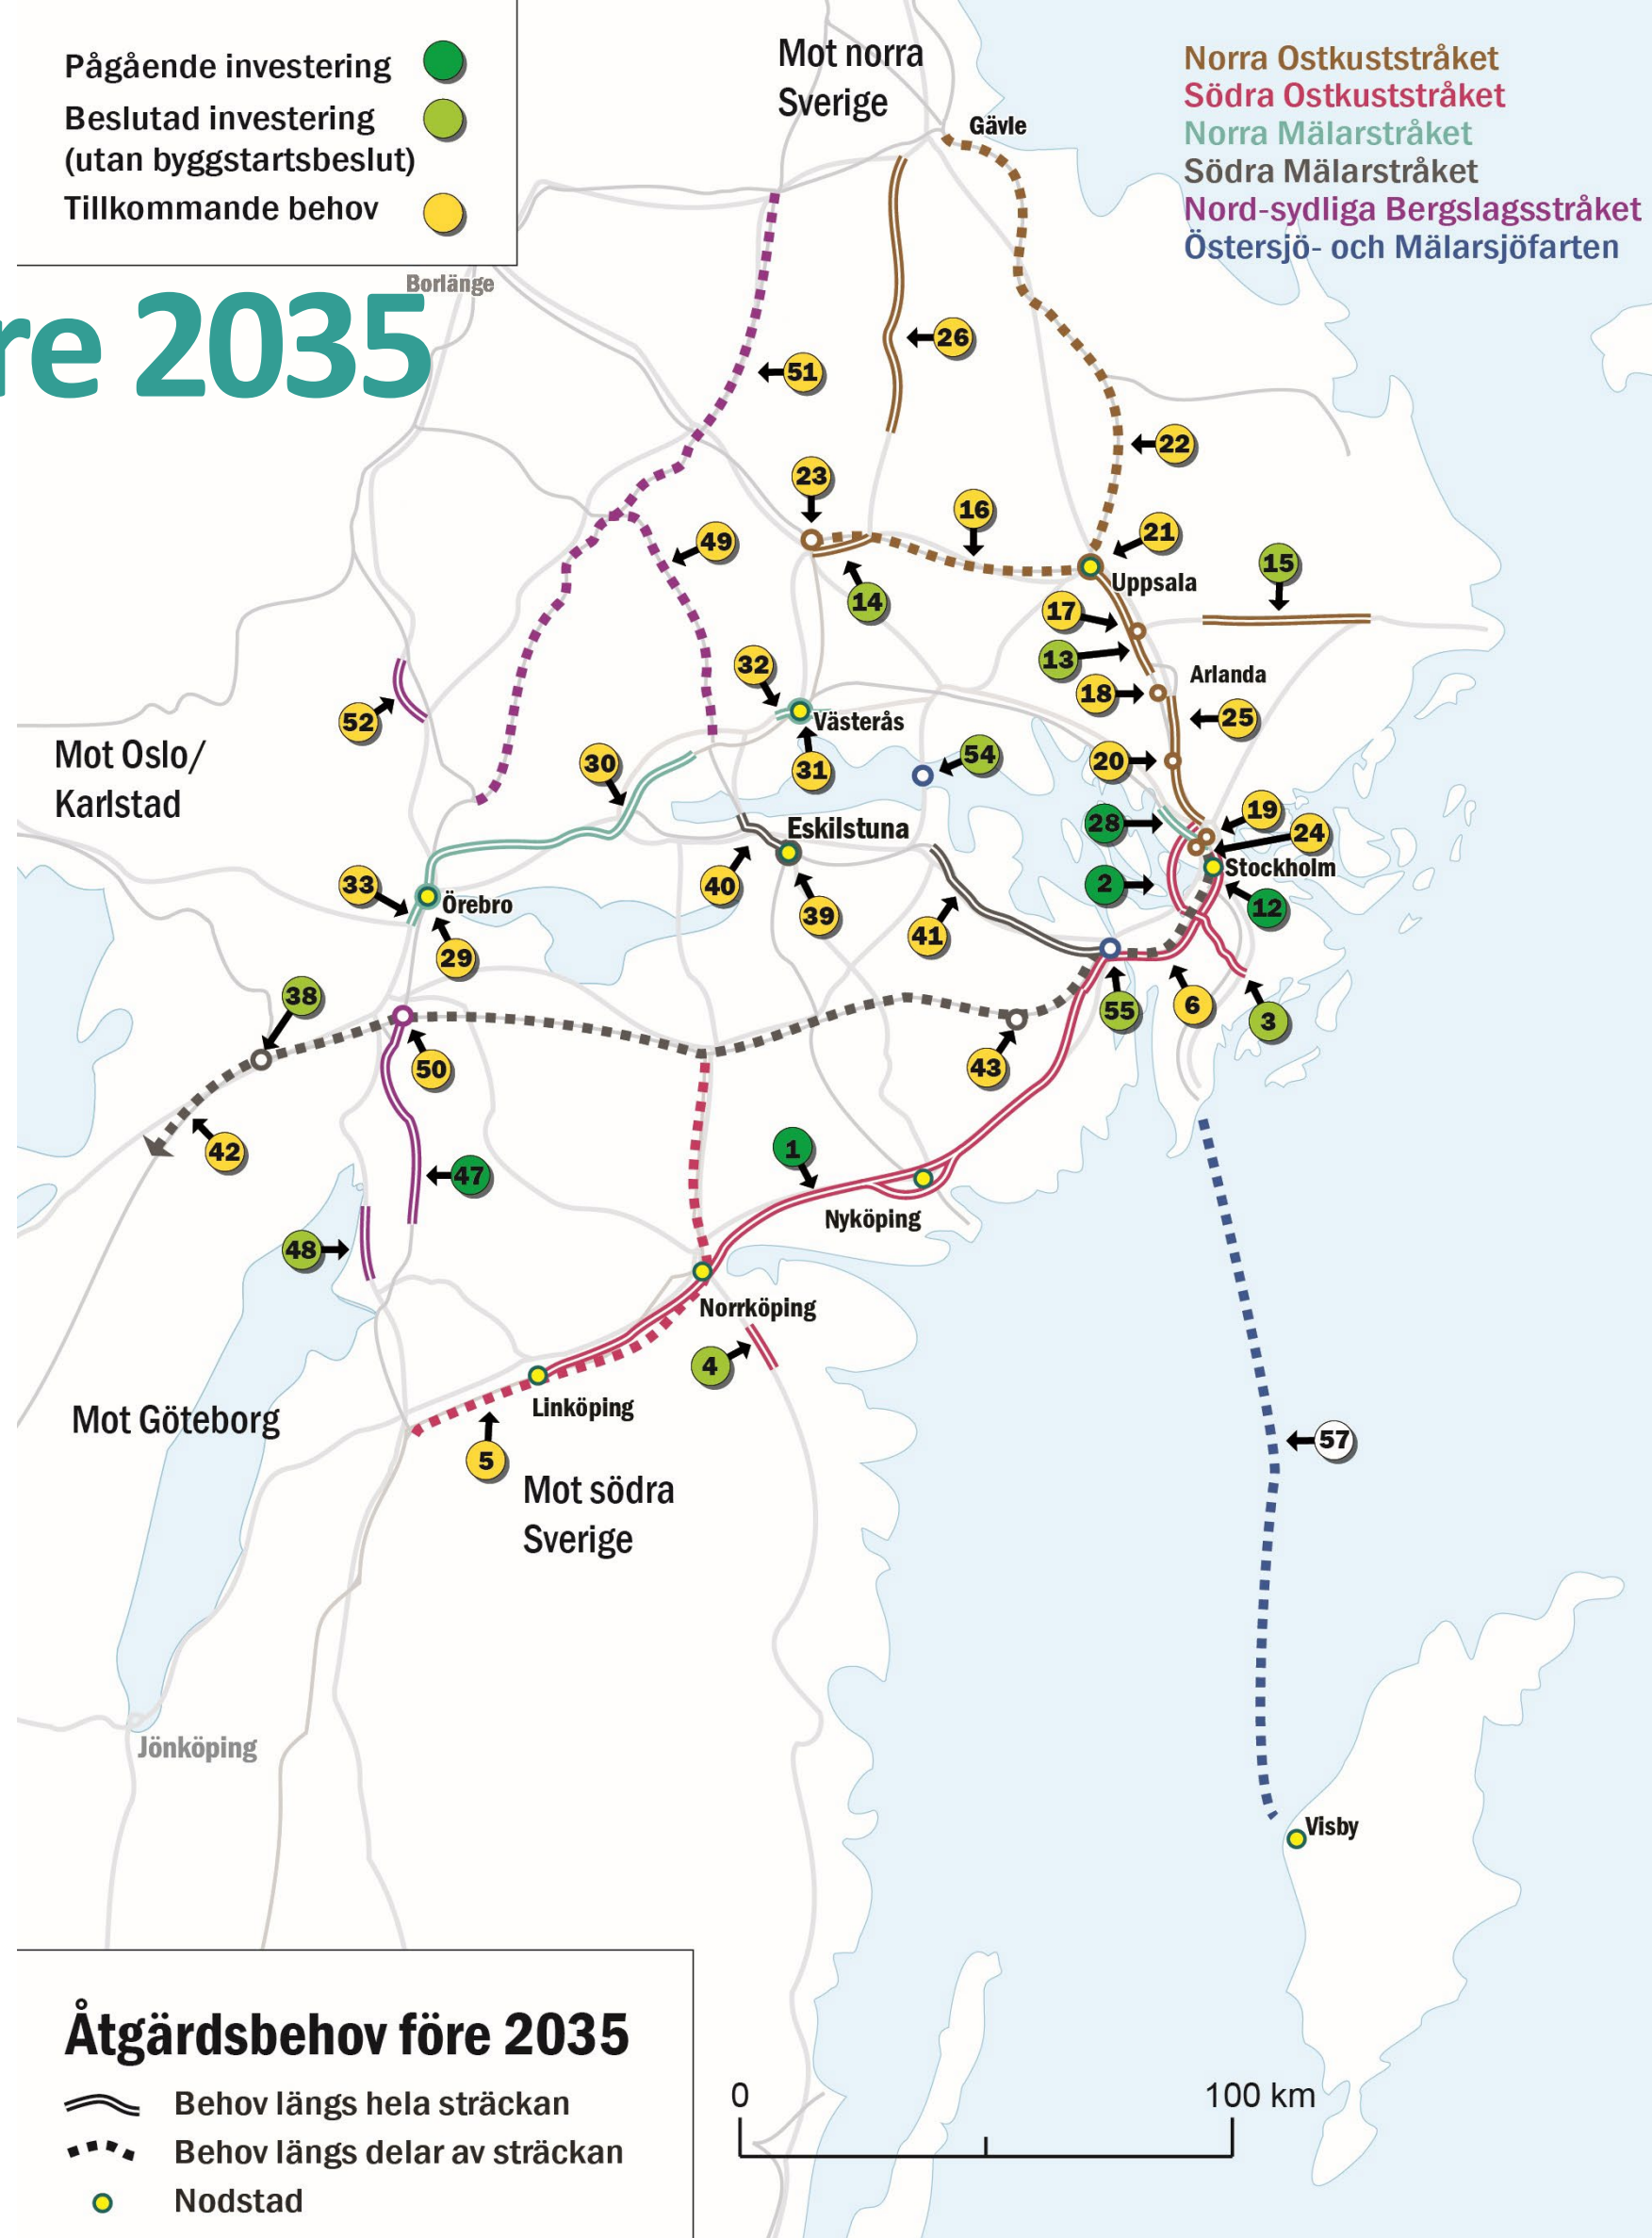 Pågående investering
Beslutad investering
(utan byggstartsbeslut)
Tillkommande behov
Mot norra
Sverige
Norra Ostkuststråket
Södra Ostkuststråket
Norra Mälarstråket
Södra Mälarstråket
Nord-sydliga Bergslagsstråket
Östersjö- och Mälarsjöfarten
Gävle
Borlänge
re 2035
26
51
22
23
16
21
49
15
Uppsala
14
17
13
32
Arlanda
18
52
Västerås
25
Mot Oslo/
Karlstad
54
20
30
31
19
28
Eskilstuna
24
Stockholm
33
40
2
Örebro
12
39
41
29
38
6
55
3
50
43
42
1
47
Nyköping
48
Norrköping
4
Linköping
Mot Göteborg
57
5
Mot södra
Sverige
Jönköping
Visby
Åtgärdsbehov före 2035
Behov längs hela sträckan
Behov längs delar av sträckan
Nodstad
0
100 km